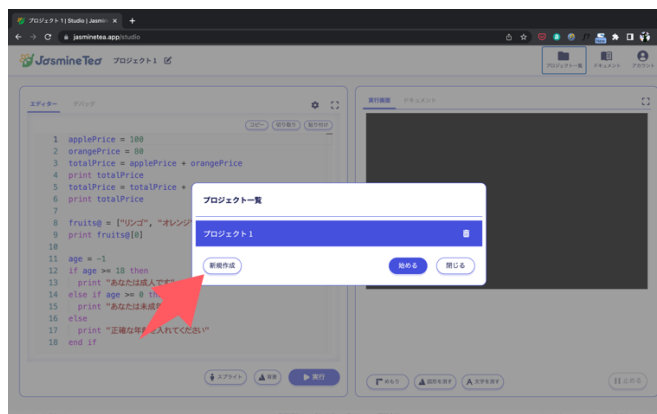 プロジェクト 1 | Studio | Jasmin
jasminetea.app/studio
JasmineTea プロジェクト1
プロジェクト一覧 ドキュメント アカウント
エディター デバッグ
実行画面 ドキュメント
コピー 切り取り 貼り付け
1 applePrice = 100
2 orangePrice = 80
3 totalPrice = applePrice + orangePrice
4 print totalPrice
5 totalPrice = totalPrice +
6 print totalPrice
7
8 fruits@ = ["リンゴ", "オレンジ"
9 print fruits@[0]
10
11 age = -1
12 if age >= 18 then
13 print "あなたは成人です"
14 else if age >= 0 th
15 print "あなたは未成
16 else
17 print "正確な年 を入れてください"
18 end if
プロジェクト一覧
プロジェクト 1
新規作成 始める 閉じる
スプライト 背景 実行
めもり 図形を消す 文字を消す 止める